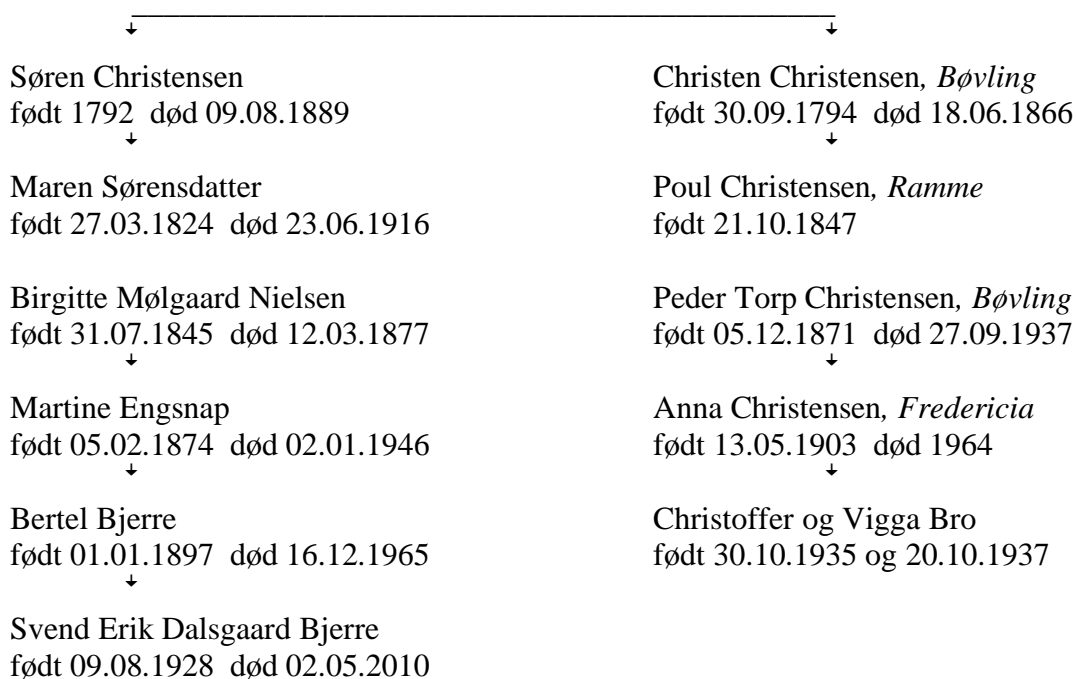 Søren Christensen
født 1792  død 09.08.1889
Maren Sørensdatter
født 27.03.1824  død 23.06.1916
Birgitte Mølgaard Nielsen
født 31.07.1845  død 12.03.1877
Martine Engsnap
født 05.02.1874  død 02.01.1946
Bertel Bjerre
født 01.01.1897  død 16.12.1965
Svend Erik Dalsgaard Bjerre
født 09.08.1928  død 02.05.2010
Christen Christensen, Bøvling
født 30.09.1794  død 18.06.1866
Poul Christensen, Ramme
født 21.10.1847
Peder Torp Christensen, Bøvling
født 05.12.1871  død 27.09.1937
Anna Christensen, Fredericia
født 13.05.1903  død 1964
Christoffer og Vigga Bro
født 30.10.1935 og 20.10.1937